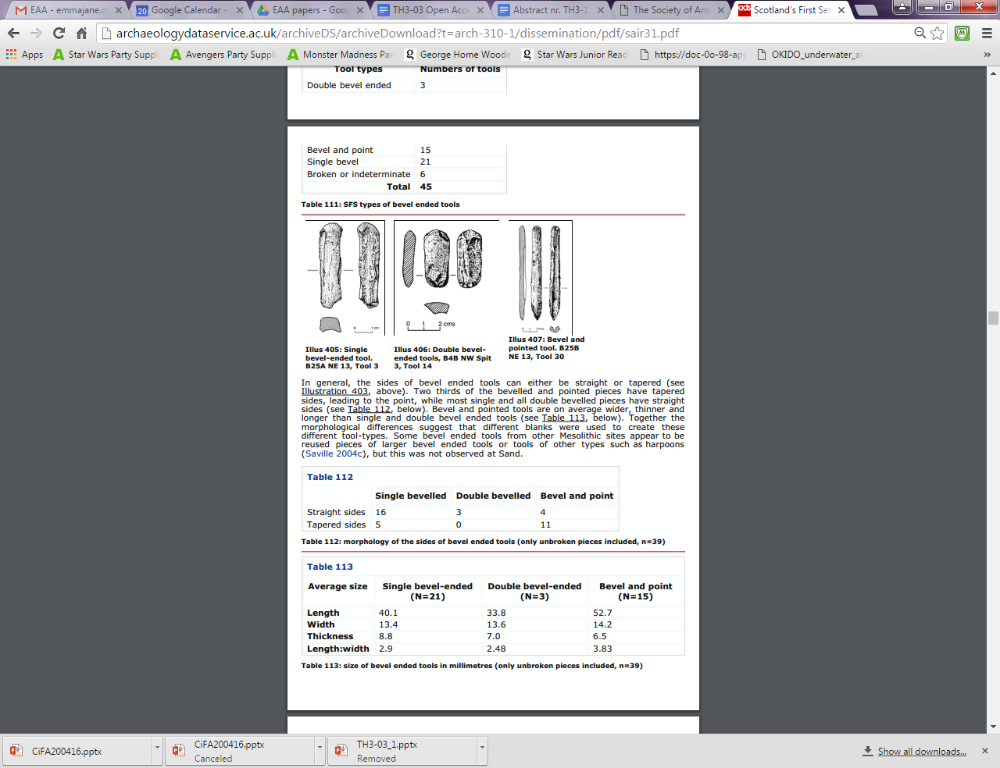 EAA - emmajane.o
Google Calendar -
EAA papers - Goo
TH3-03 Open Acce
Abstract nr. TH3-1
The Society of Ant
Scotland's First Set
archaeologydataservice.ac.uk/archiveDS/archiveDownload?t=arch-310-1/dissemination/pdf/sair31.pdf
Apps
Star Wars Party Suppl
Avengers Party Suppli
Monster Madness Par
George Home Woode
Star Wars Junior Read
https://doc-0o-98-ap
OKIDO_underwater_a
Tool types Numbers of tools
Double bevel ended 3
Bevel and point 15
Single bevel 21
Broken or indeterminate 6
Total 45
Table 111: SFS types of bevel ended tools
0 1 2 cms
Illus 405: Single
bevel-ended tool.
B25A NE 13, Tool 3
Illus 406: Double bevel-
ended tools, B4B NW Spit
3, Tool 14
Illus 407: Bevel and
pointed tool. B25B
NE 13, Tool 30
In general, the sides of bevel ended tools can either be straight or tapered (see
Illustration 403, above). Two thirds of the bevelled and pointed pieces have tapered
sides, leading to the point, while most single and all double bevelled pieces have straight
sides (see Table 112, below). Bevel and pointed tools are on average wider, thinner and
longer than single and double bevel ended tools (see Table 113, below). Together the
morphological differences suggest that different blanks were used to create these
different tool-types. Some bevel ended tools from other Mesolithic sites appear to be
reused pieces of larger bevel ended tools or tools of other types such as harpoons
(Saville 2004c), but this was not observed at Sand.
Table 112
Single bevelled Double bevelled Bevel and point
Straight sides 16 3 4
Tapered sides 5 0 11
Table 112: morphology of the sides of bevel ended tools (only unbroken pieces included, n=39)
Table 113
Average size Single bevel-ended Double bevel-ended Bevel and point
(N=21) (N=3) (N=15)
Length 40.1 33.8 52.7
Width 13.4 13.6 14.2
Thickness 8.8 7.0 6.5
Length:width 2.9 2.48 3.83
Table 113: size of bevel ended tools in millimetres (only unbroken pieces included, n=39)
CiFA200416.pptx
CiFA200416.pptx
Canceled
TH3-03_1.pptx
Removed
Show all downloads...